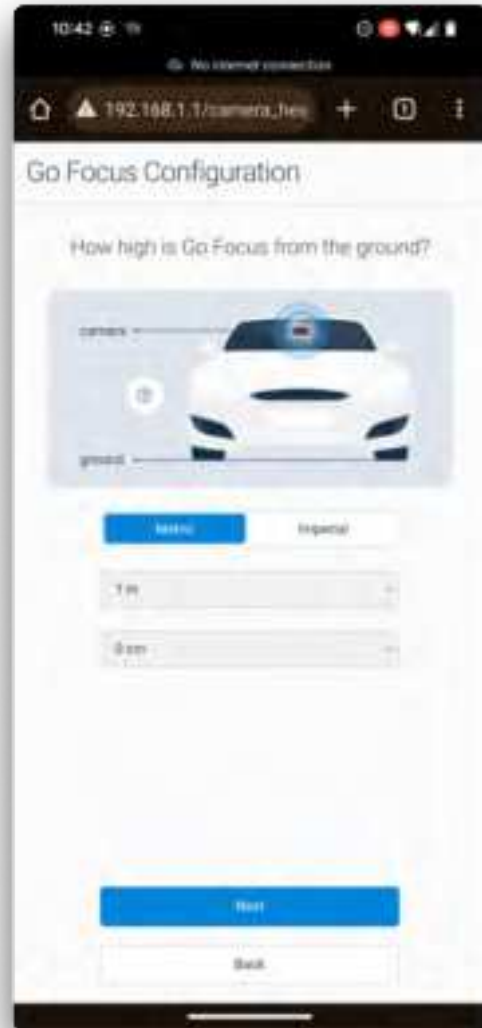 10:42
No internet connection
192.168.1.1/camera_hei
1
Go Focus Configuration
How high is Go Focus from the ground?
camera
ground
Metric Imperial
1 m
0 cm
Next
Back